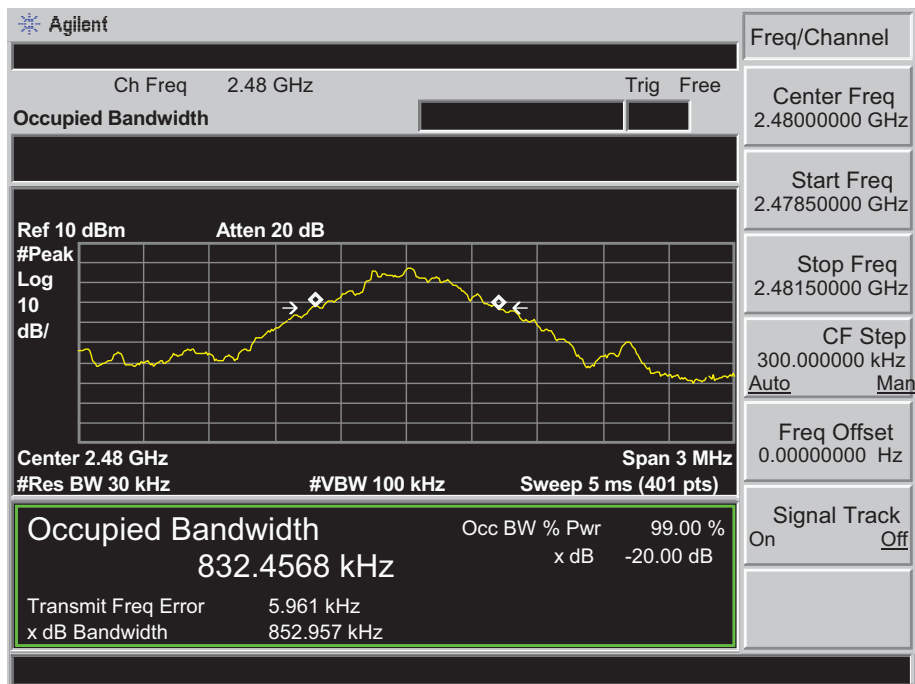 Agilent
Freq/Channel
Ch Freq 2.48 GHz Trig Free
Occupied Bandwidth
Center Freq
2.48000000 GHz
Start Freq
2.47850000 GHz
Stop Freq
2.48150000 GHz
CF Step
300.000000 kHz
Auto Man
Freq Offset
0.00000000 Hz
Signal Track
On Off
Ref 10 dBm Atten 20 dB
#Peak
Log
10
dB/
Center 2.48 GHz Span 3 MHz
#Res BW 30 kHz #VBW 100 kHz Sweep 5 ms (401 pts)
Occupied Bandwidth Occ BW % Pwr 99.00 %
832.4568 kHz x dB -20.00 dB
Transmit Freq Error 5.961 kHz
x dB Bandwidth 852.957 kHz